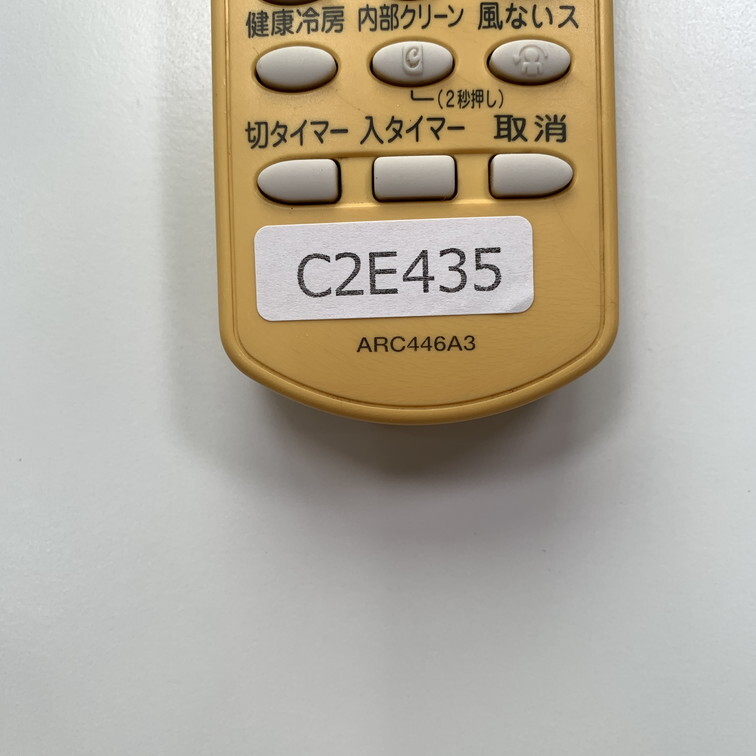 健康冷房 内部クリーン 風ないス
(2秒押し)
切タイマー 入タイマー 取消
C2E435
ARC446A3